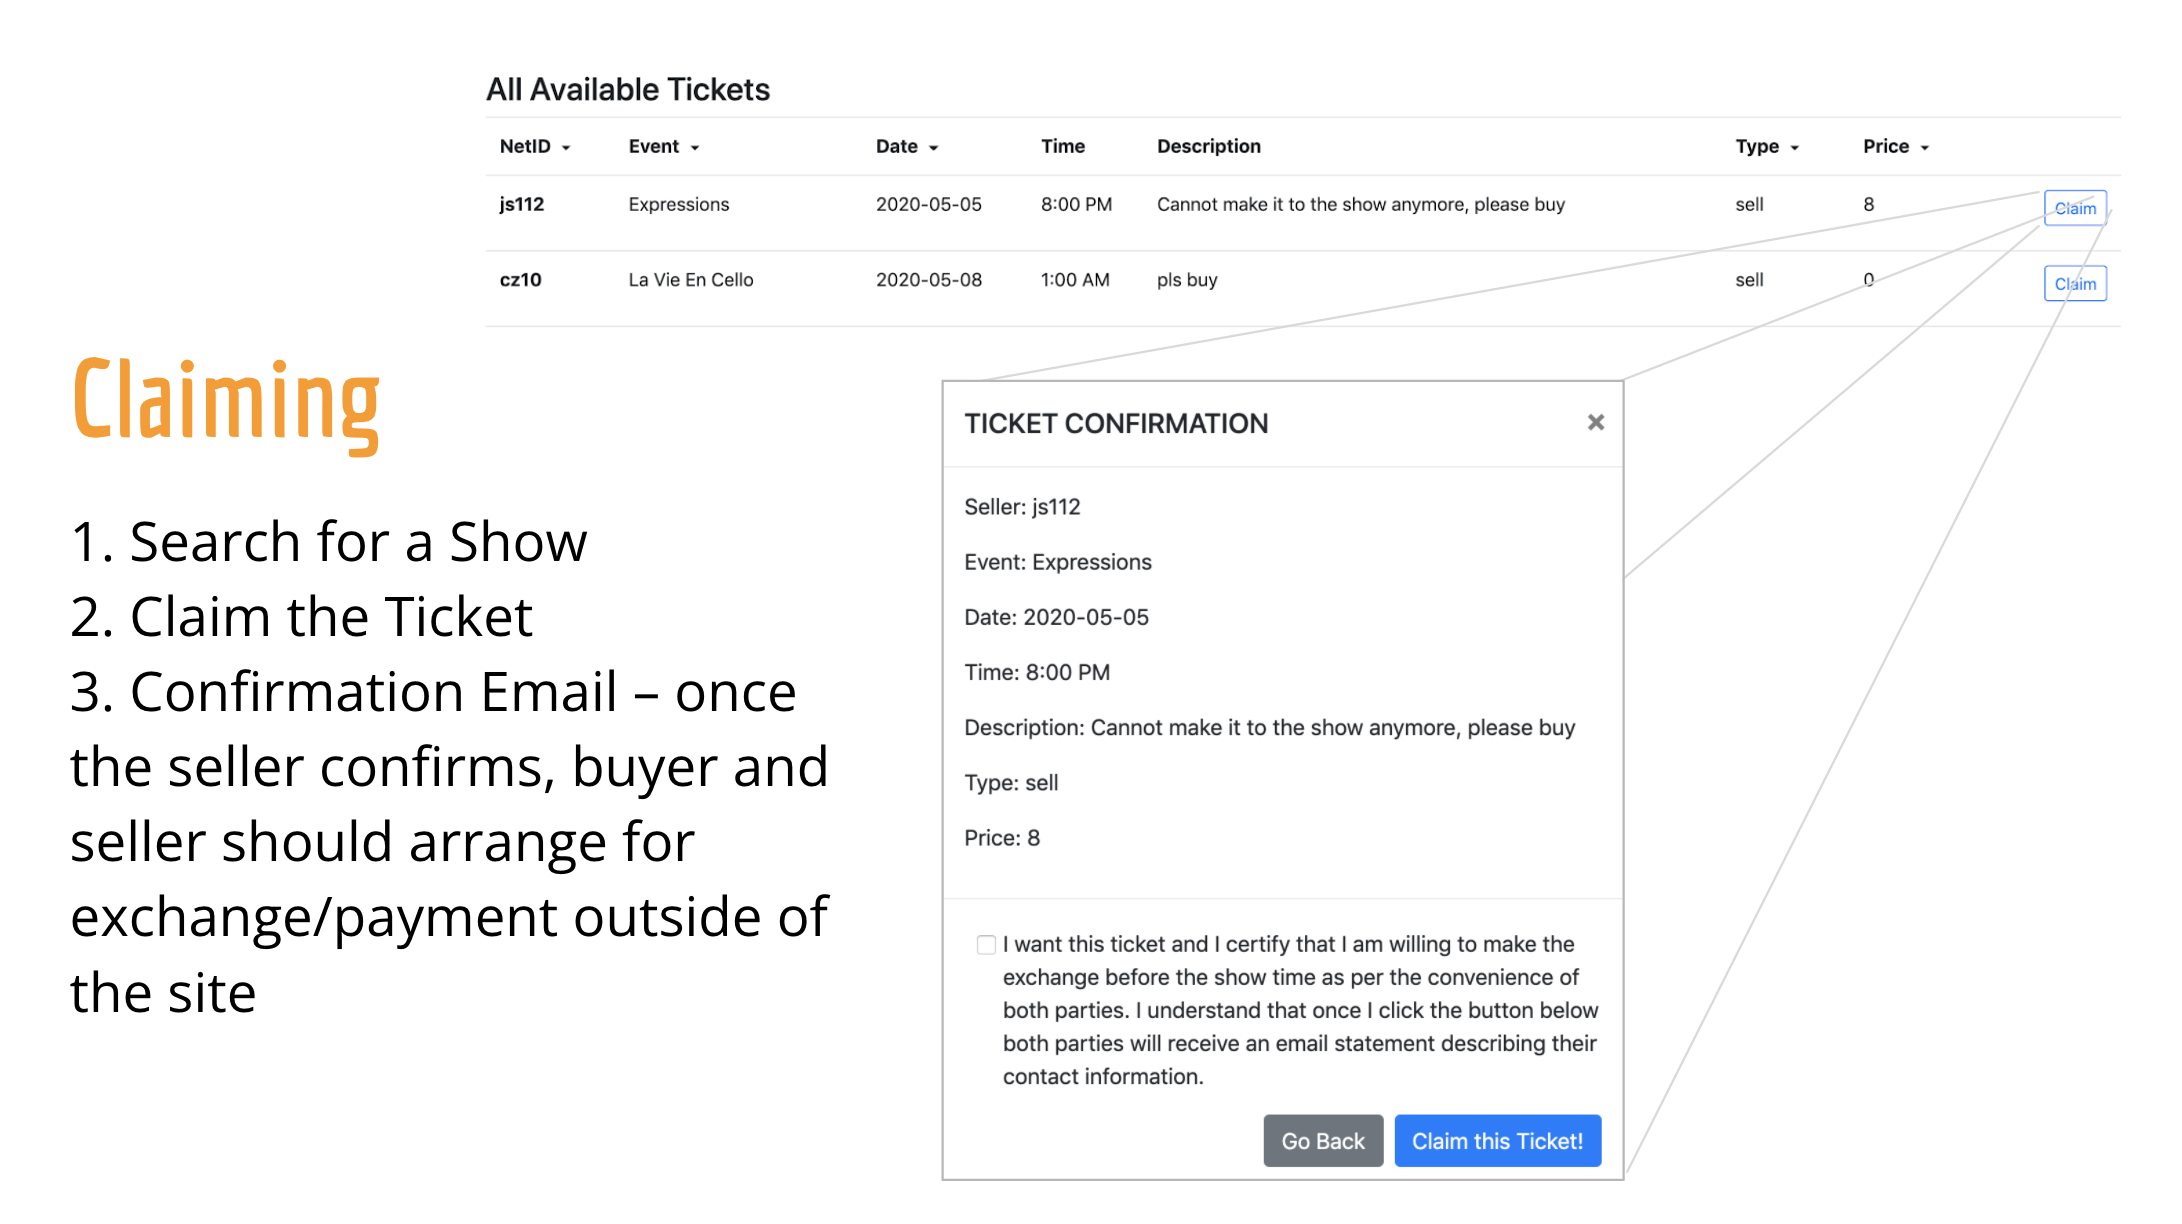 All Available Tickets
NetID Event Date Time Description Type Price
js112 Expressions 2020-05-05 8:00 PM Cannot make it to the show anymore, please buy sell 8 Claim
cz10 La Vie En Cello 2020-05-08 1:00 AM pls buy sell 0 Claim
Claiming
1. Search for a Show
2. Claim the Ticket
3. Confirmation Email – once
the seller confirms, buyer and
seller should arrange for
exchange/payment outside of
the site
TICKET CONFIRMATION ×
Seller: js112
Event: Expressions
Date: 2020-05-05
Time: 8:00 PM
Description: Cannot make it to the show anymore, please buy
Type: sell
Price: 8
I want this ticket and I certify that I am willing to make the
exchange before the show time as per the convenience of
both parties. I understand that once I click the button below
both parties will receive an email statement describing their
contact information.
Go Back Claim this Ticket!